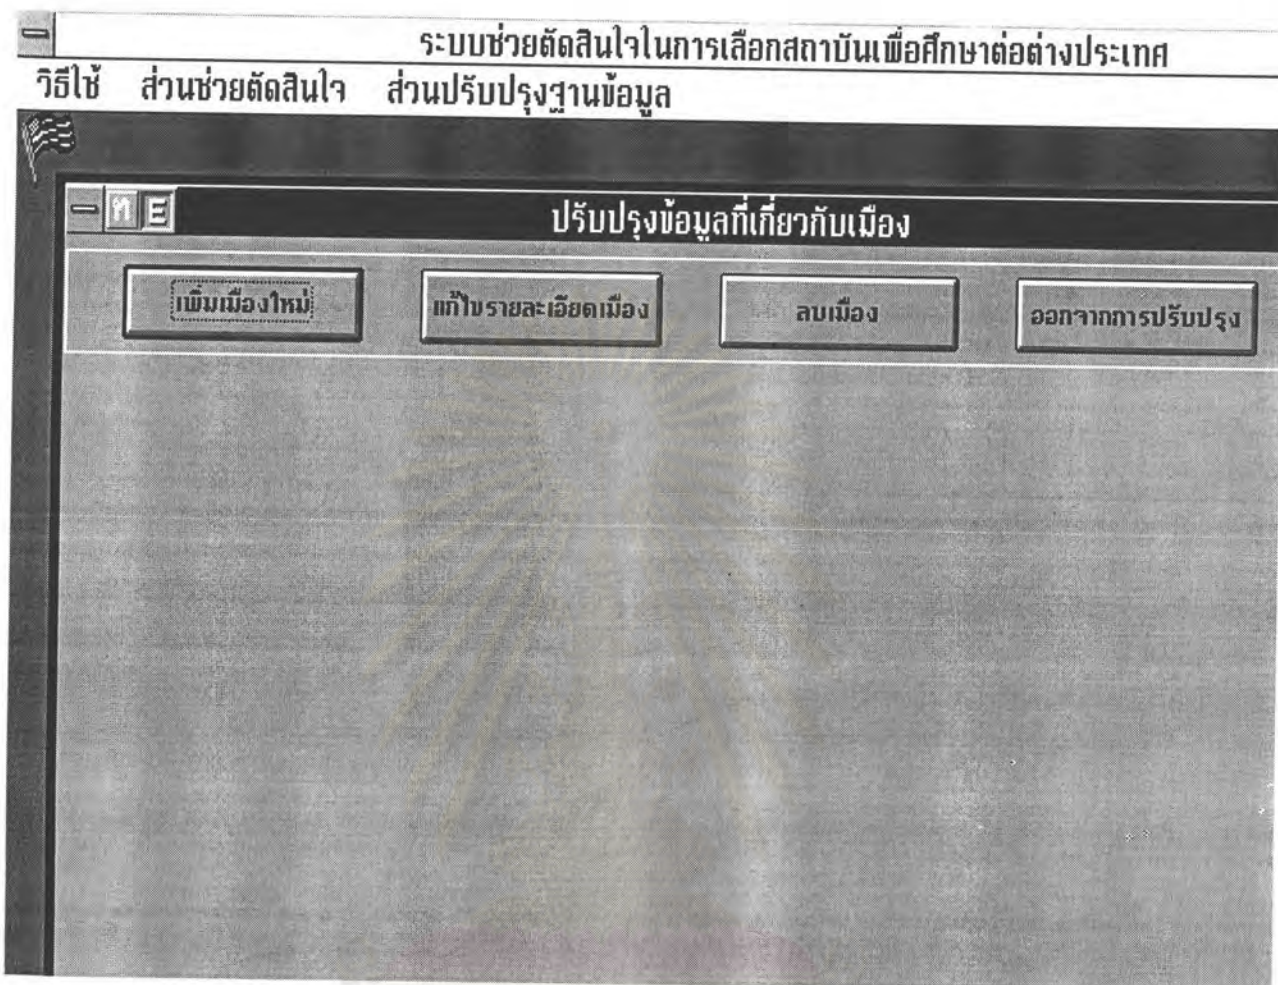 ระบบช่วยตัดสินใจในการเลือกสถาบันเพื่อศึกษาต่อต่างประเทศ
วิธีใช้ ส่วนช่วยตัดสินใจ ส่วนปรับปรุงฐานข้อมูล
ท E ปรับปรุงข้อมูลที่เกี่ยวกับเมือง
เพิ่มเมืองใหม่ แก้ไขรายละเอียดเมือง ลบเมือง ออกจากการปรับปรุง